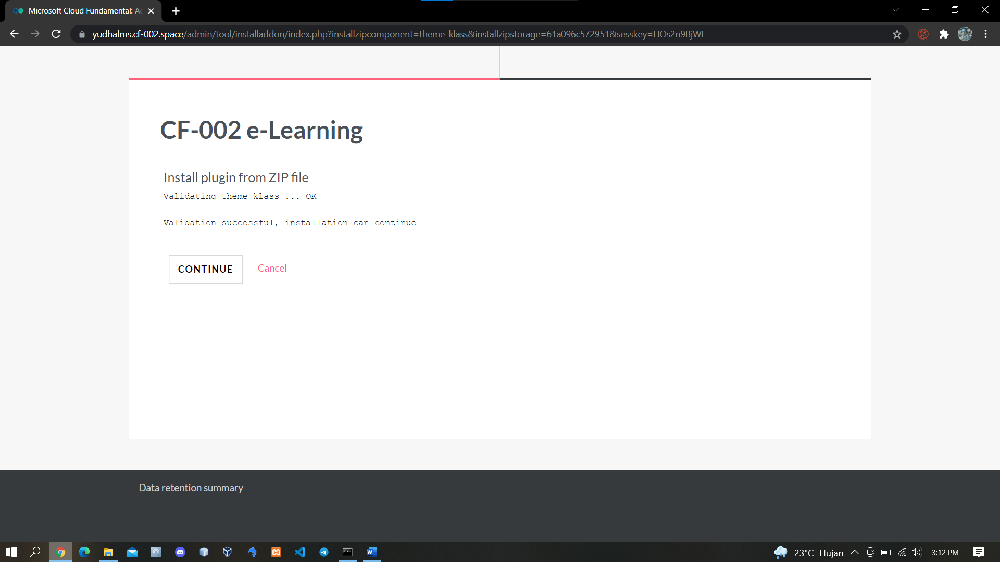 Microsoft Cloud Fundamental: Ac
yudhalms.cf-002.space/admin/tool/installaddon/index.php?installzipcomponent=theme_klass&installzipstorage=61a096c572951&sesskey=HOs2n9BjWF
CF-002 e-Learning
Install plugin from ZIP file
Validating theme_klass ... OK
Validation successful, installation can continue
CONTINUE
Cancel
Data retention summary
23°C Hujan
3:12 PM